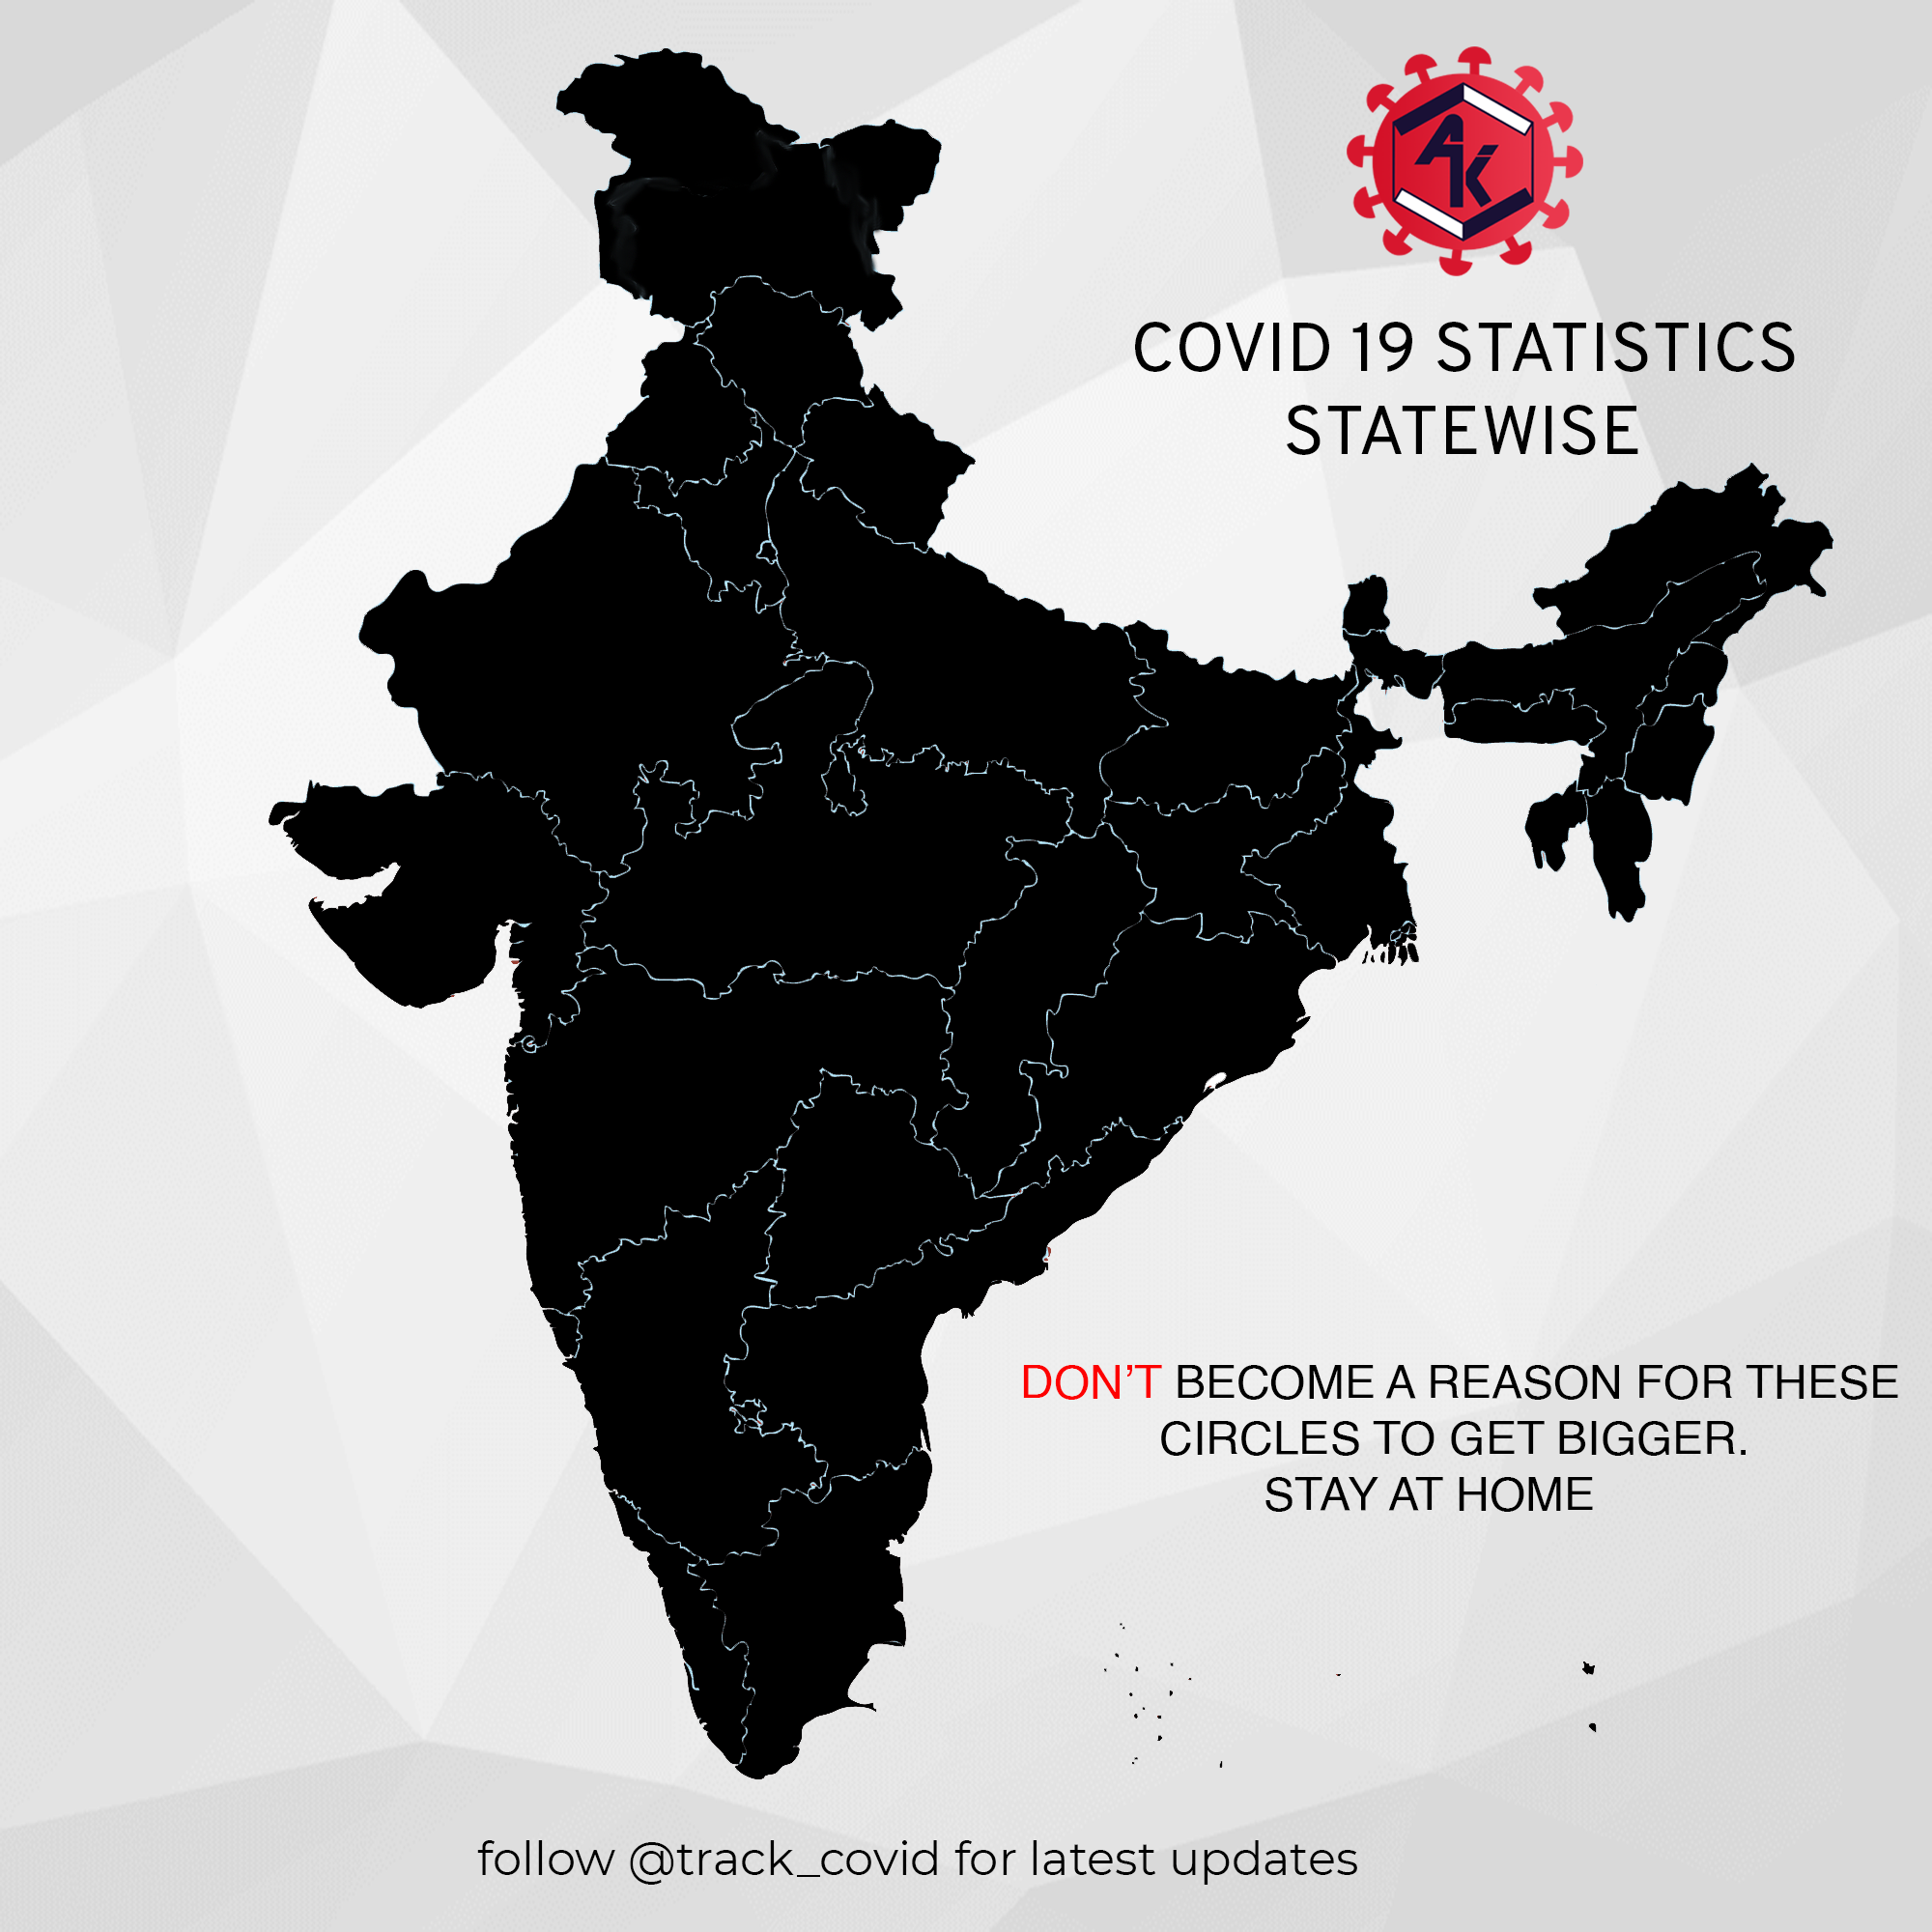 AK
COVID 19 STATISTICS
STATEWISE
DON'T BECOME A REASON FOR THESE
CIRCLES TO GET BIGGER.
STAY AT HOME
follow @track_covid for latest updates